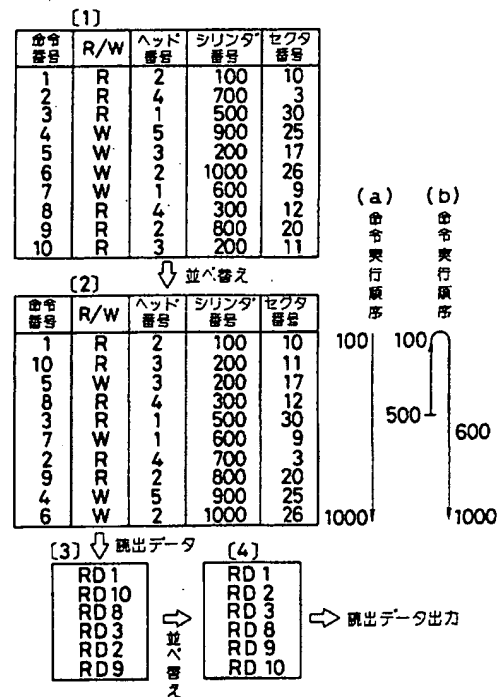 [1]
命令番号 R/W ヘッド番号 シリンダ番号 セクタ番号
1 R 2 100 10
2 R 4 700 3
3 R 1 500 30
4 W 5 900 25
5 W 3 200 17
6 W 2 1000 26
7 W 1 600 9
8 R 4 300 12
9 R 2 800 20
10 R 3 200 11
並べ替え
[2]
命令番号 R/W ヘッド番号 シリンダ番号 セクタ番号
1 R 2 100 10
10 R 3 200 11
5 W 3 200 17
8 R 4 300 12
3 R 1 500 30
7 W 1 600 9
2 R 4 700 3
9 R 2 800 20
4 W 5 900 25
6 W 2 1000 26
(a)
命令実行順序
100
1000
(b)
命令実行順序
100
500
600
1000
読出データ
[3]
RD1
RD10
RD8
RD3
RD2
RD9
並べ替え
[4]
RD1
RD2
RD3
RD8
RD9
RD10
読出データ出力